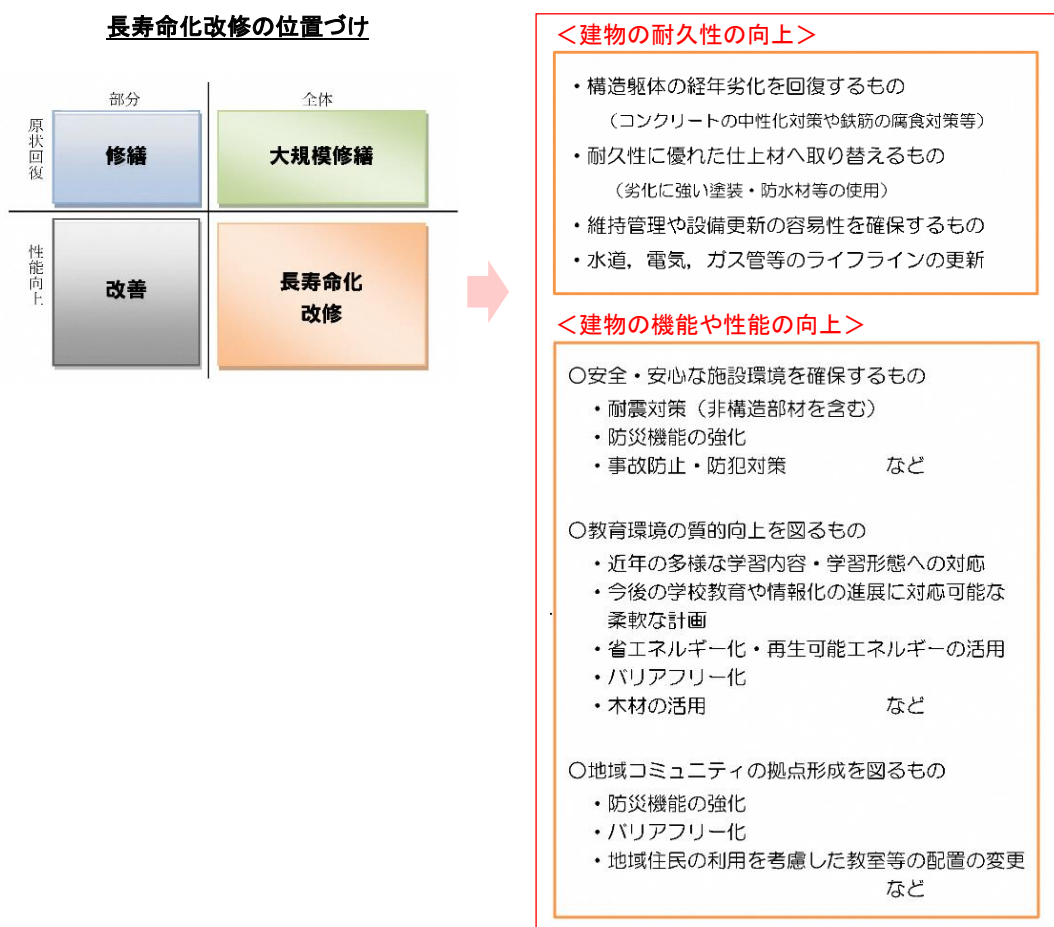 長寿命化改修の位置づけ
部分
全体
原状回復
修繕
大規模修繕
性能向上
改善
長寿命化
改修
＜建物の耐久性の向上＞
・構造躯体の経年劣化を回復するもの
（コンクリートの中性化対策や鉄筋の腐食対策等）
・耐久性に優れた仕上材へ取り替えるもの
（劣化に強い塗装・防水材等の使用）
・維持管理や設備更新の容易性を確保するもの
・水道，電気，ガス管等のライフラインの更新
＜建物の機能や性能の向上＞
〇安全・安心な施設環境を確保するもの
・耐震対策（非構造部材を含む）
・防災機能の強化
・事故防止・防犯対策　　　　　など
〇教育環境の質的向上を図るもの
・近年の多様な学習内容・学習形態への対応
・今後の学校教育や情報化の進展に対応可能な
柔軟な計画
・省エネルギー化・再生可能エネルギーの活用
・バリアフリー化
・木材の活用　　　　　　　　　など
〇地域コミュニティの拠点形成を図るもの
・防災機能の強化
・バリアフリー化
・地域住民の利用を考慮した教室等の配置の変更
など